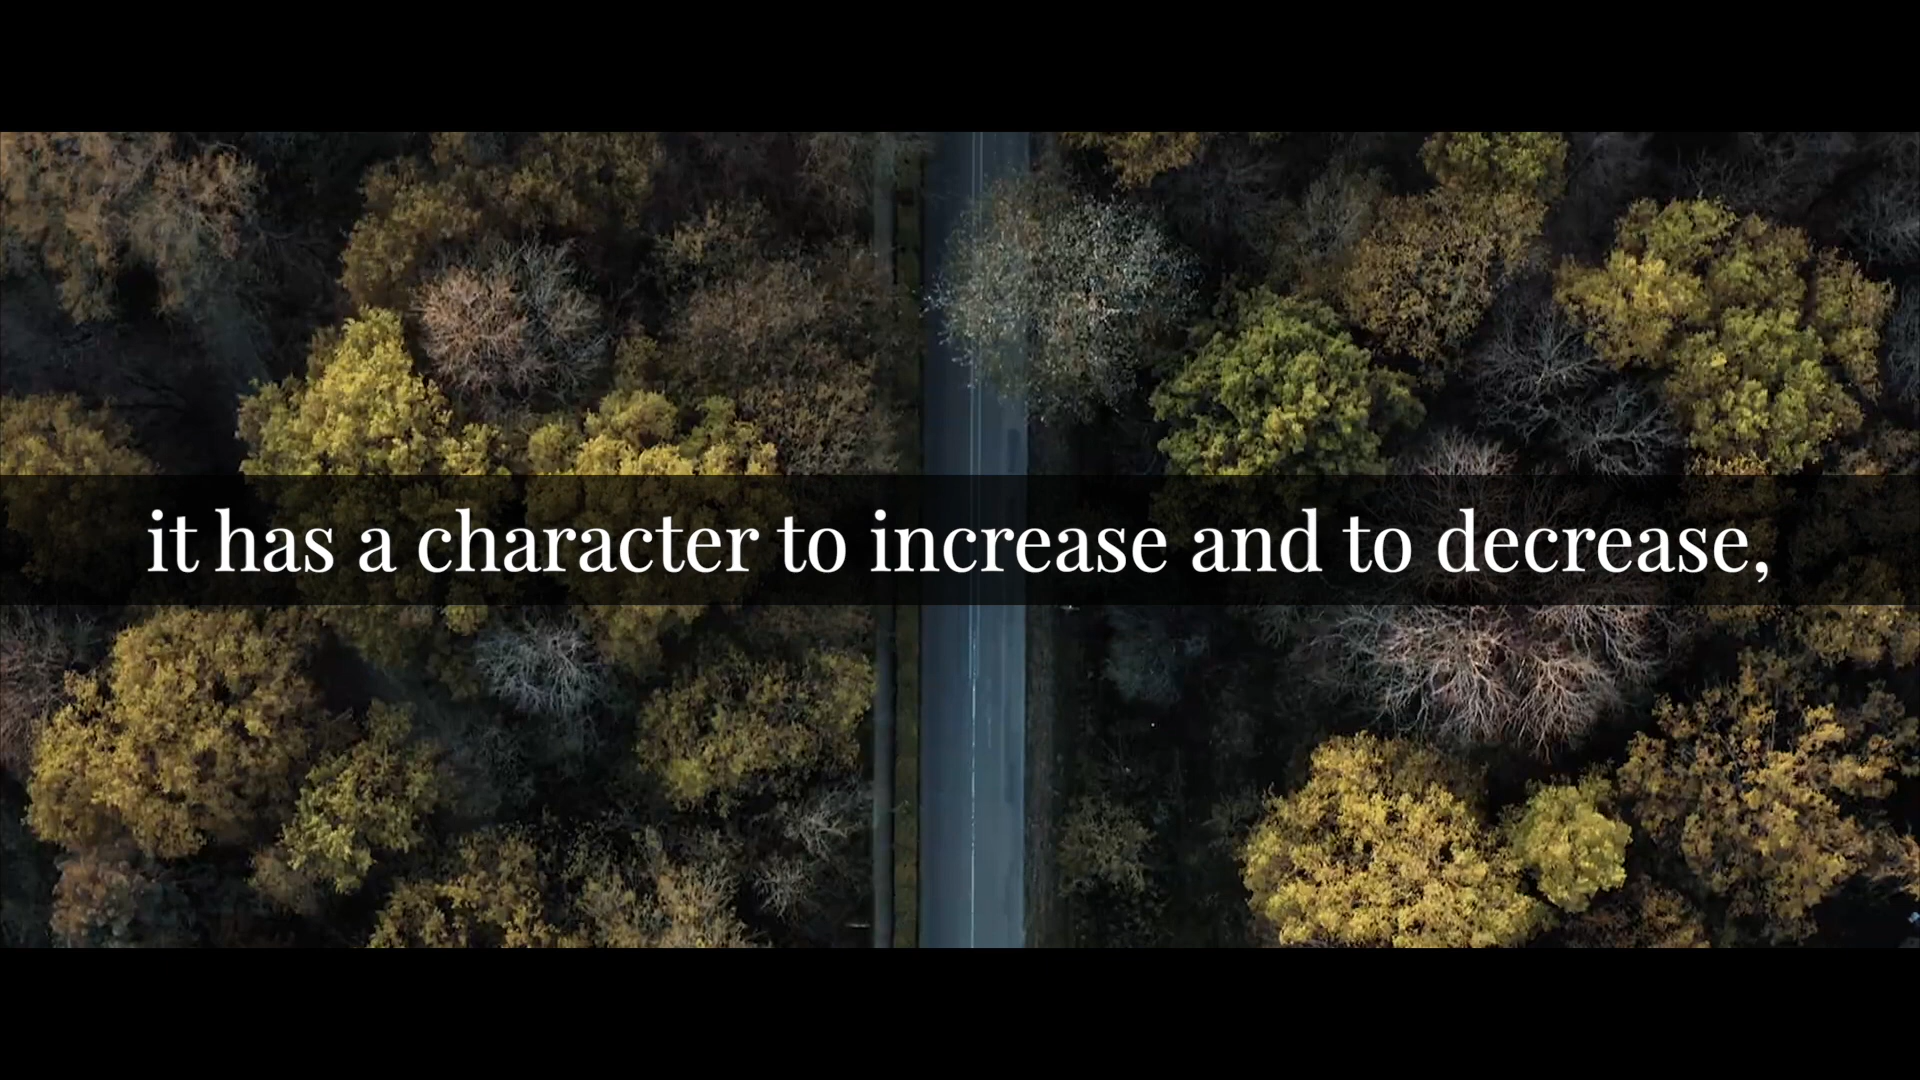 it has a character to increase and to decrease,